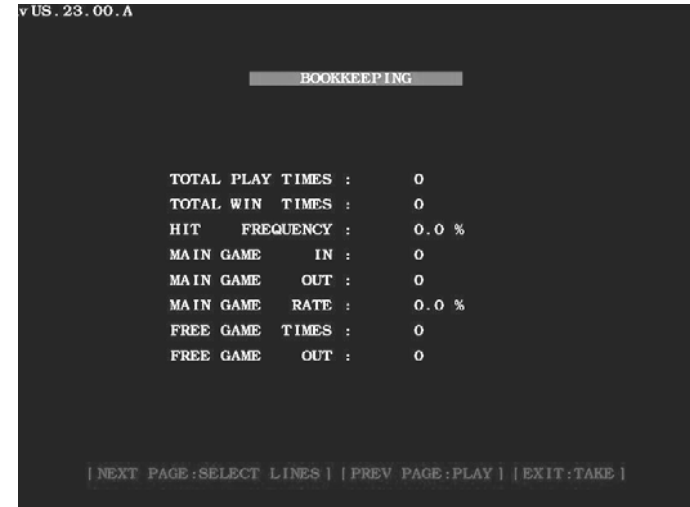 vUS.23.00.A
BOOKKEEPING
TOTAL PLAY TIMES : 0
TOTAL WIN TIMES : 0
HIT FREQUENCY : 0.0 %
MAIN GAME IN : 0
MAIN GAME OUT : 0
MAIN GAME RATE : 0.0 %
FREE GAME TIMES : 0
FREE GAME OUT : 0
[NEXT PAGE:SELECT LINES] [PREV PAGE:PLAY] [EXIT:TAKE]